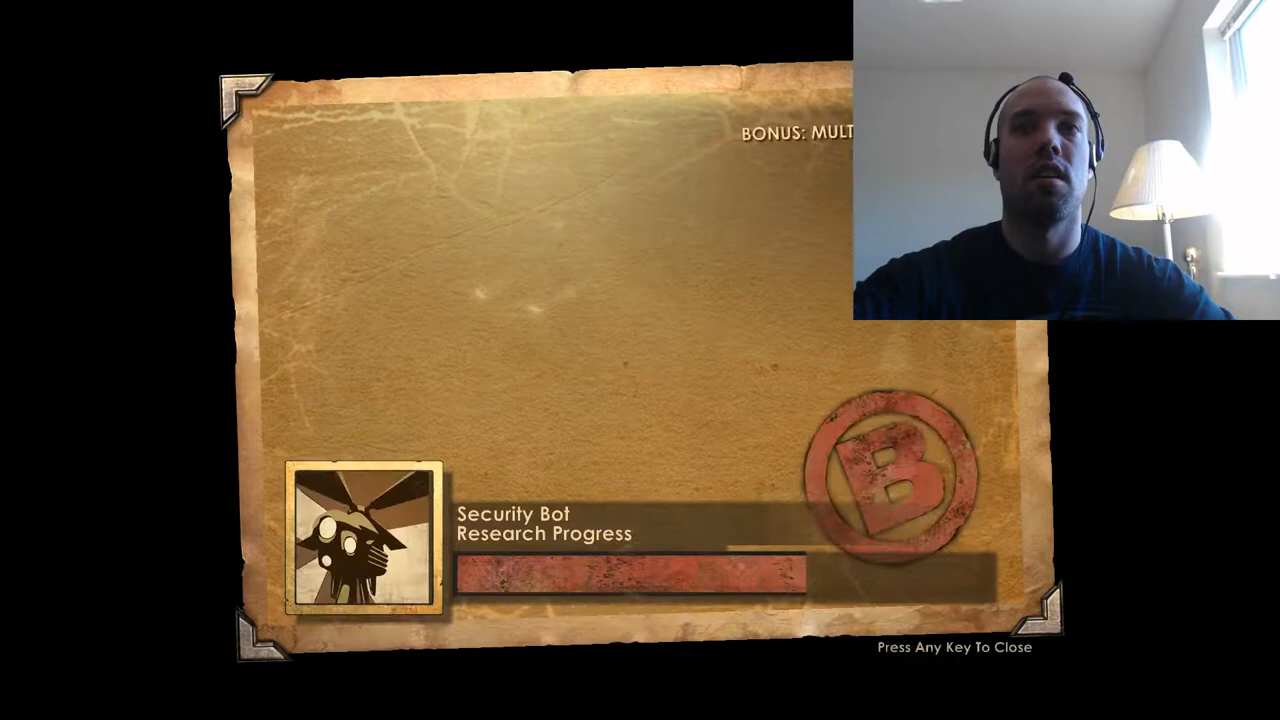 BONUS: MULT
B
Security Bot
Research Progress
Press Any Key To Close